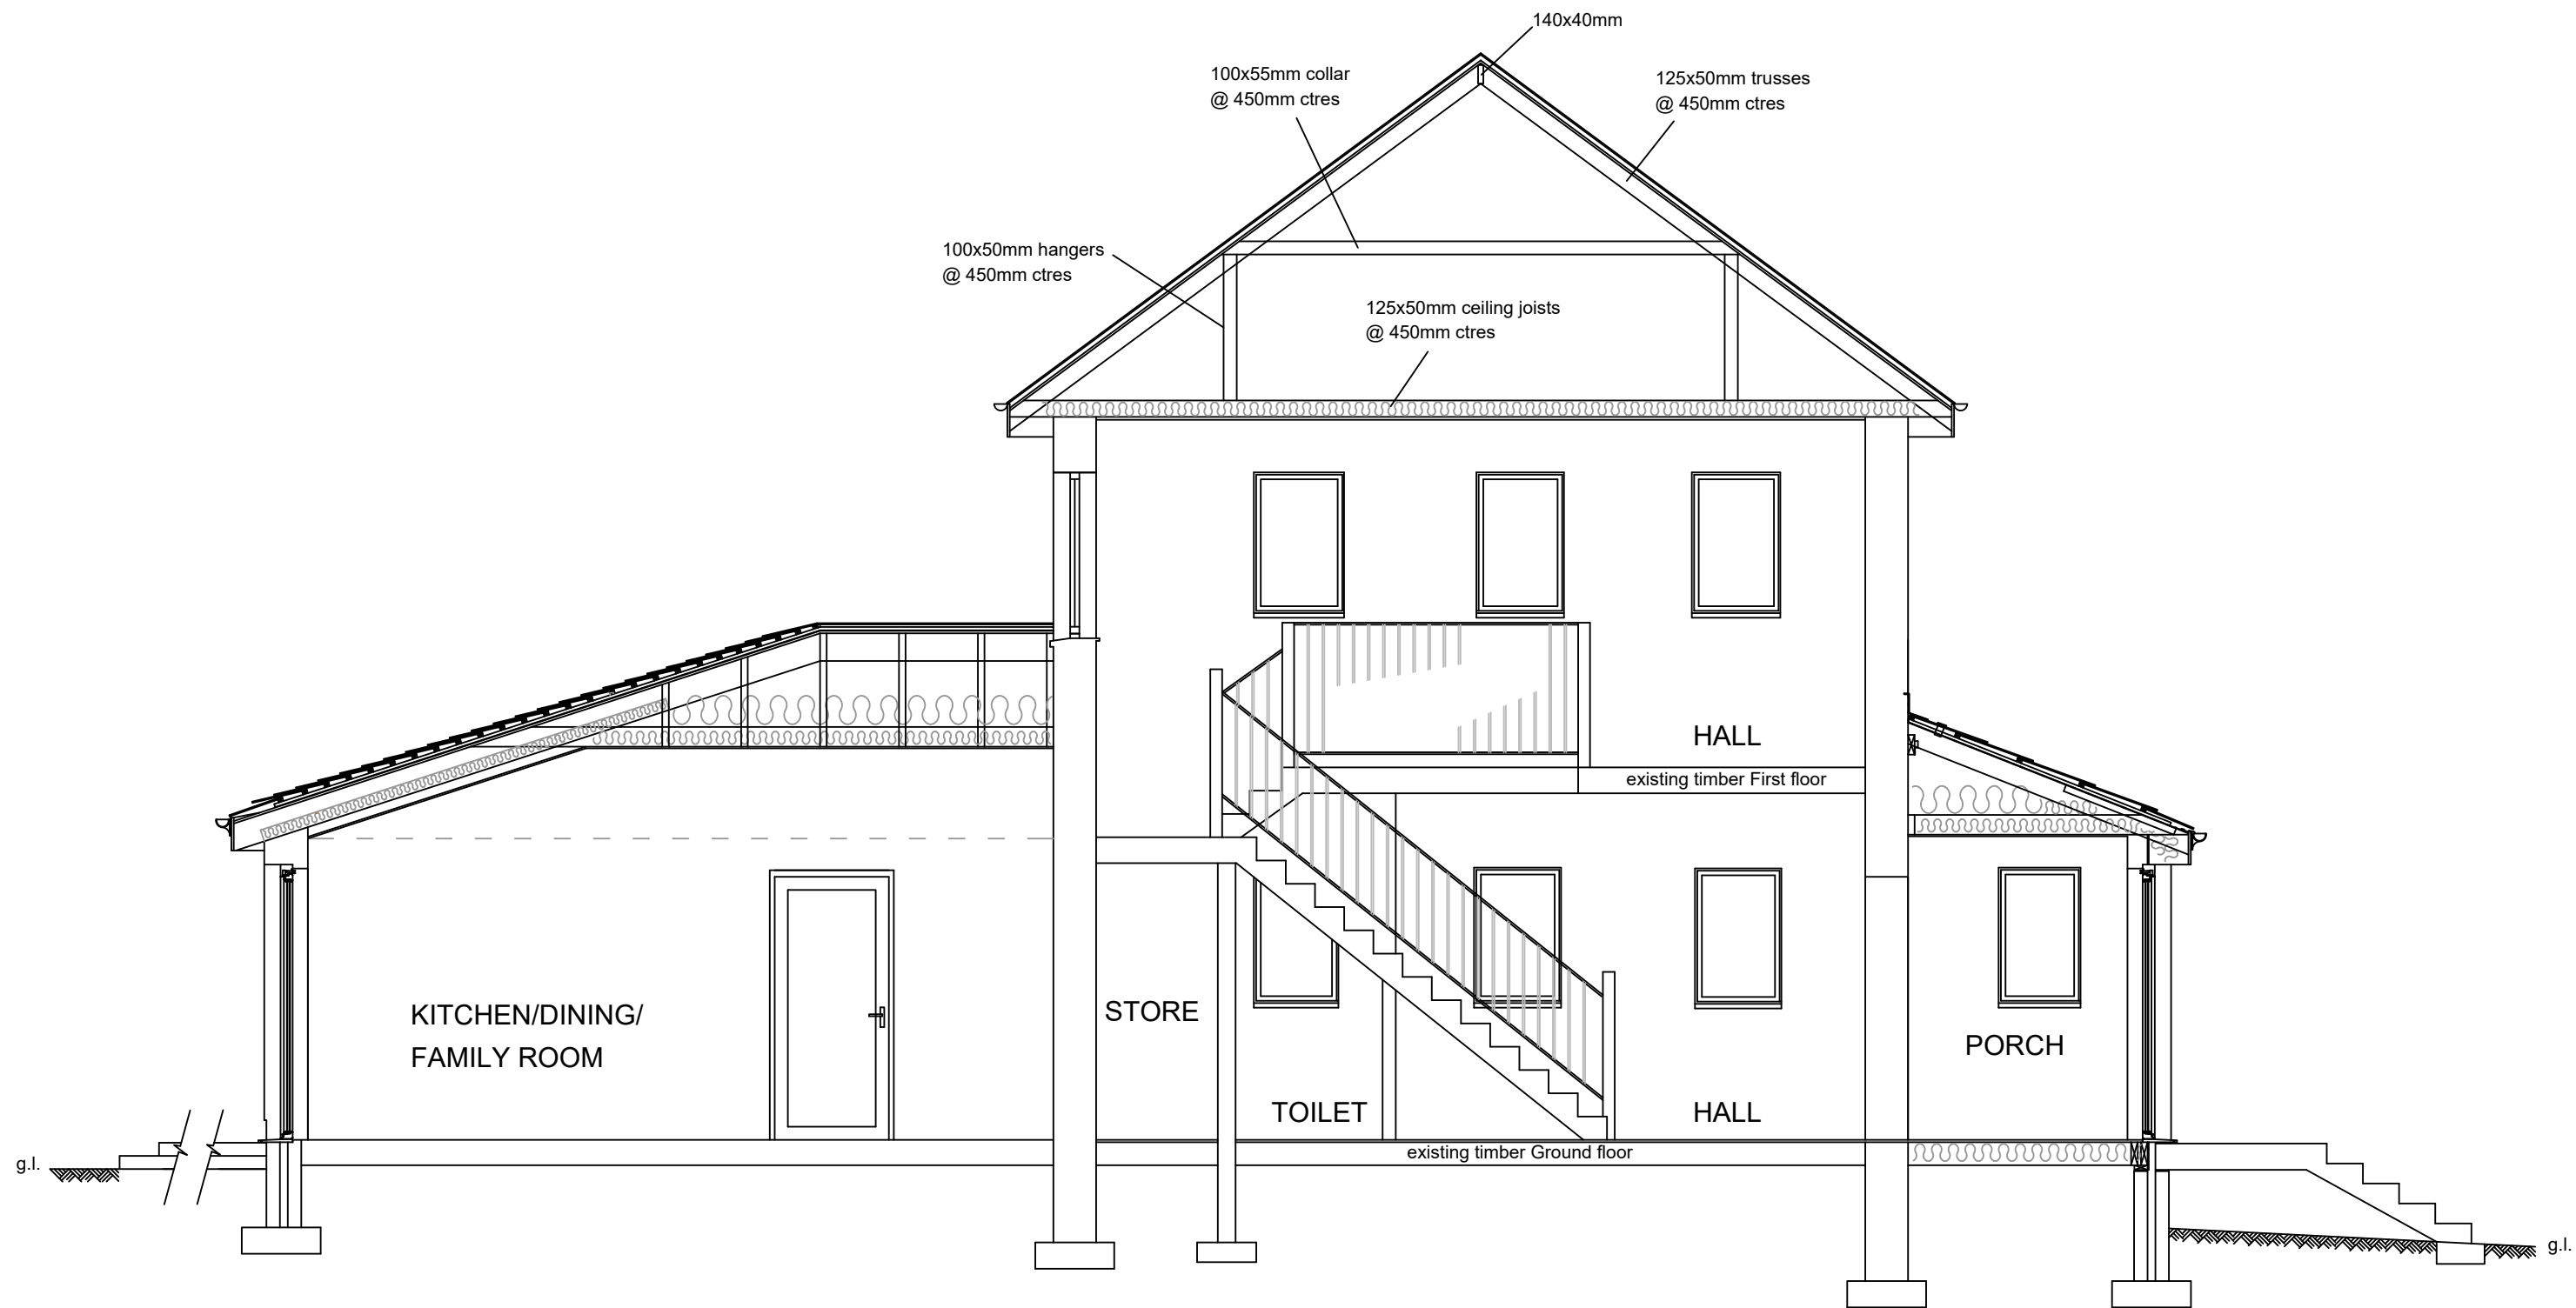 140x40mm
100x55mm collar
@ 450mm ctres
125x50mm trusses
@ 450mm ctres
100x50mm hangers
@ 450mm ctres
125x50mm ceiling joists
@ 450mm ctres
HALL
existing timber First floor
KITCHEN/DINING/
FAMILY ROOM
STORE
PORCH
TOILET
HALL
existing timber Ground floor
g.l.
g.l.